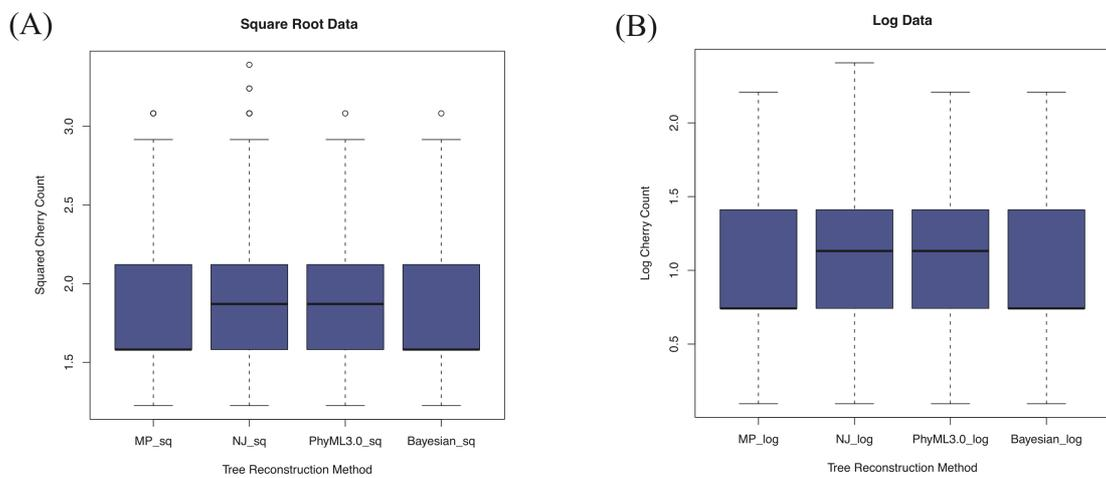 (A)
Square Root Data
Squared Cherry Count
3.0
2.5
2.0
1.5
MP_sq NJ_sq PhyML3.0_sq Bayesian_sq
Tree Reconstruction Method
(B)
Log Data
Log Cherry Count
2.0
1.5
1.0
0.5
MP_log NJ_log PhyML3.0_log Bayesian_log
Tree Reconstruction Method